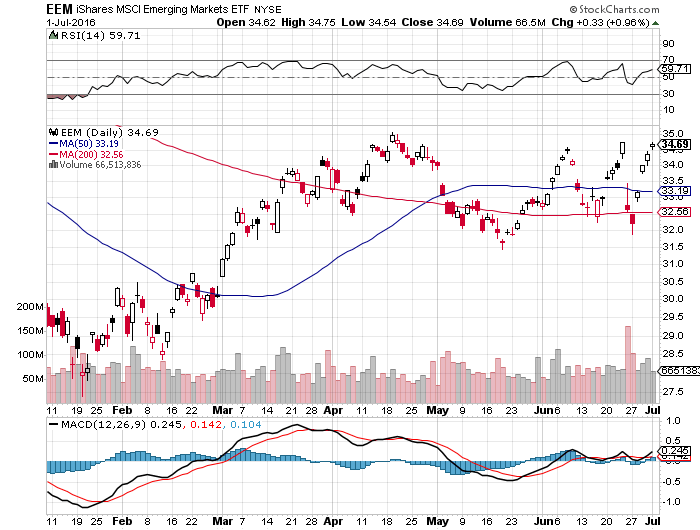 EEM iShares MSCI Emerging Markets ETF NYSE © StockCharts.com
1-Jul-2016 Open 34.62 High 34.75 Low 34.54 Close 34.69 Volume 66.5M Chg +0.33 (+0.96%)
RSI(14) 59.71
90
70
59.71
50
30
10
EEM (Daily) 34.69
MA(50) 33.19
MA(200) 32.56
Volume 66,513,836
34.69
34.5
34.0
33.5
33.19
33.0
32.56
32.0
31.5
31.0
30.5
30.0
29.5
29.0
28.5
28.0
27.5
200M
150M
100M
50M
11 19 25 Feb 8 16 22 Mar 7 14 21 28 Apr 11 18 25 May 9 16 23 Jun 13 20 27 Jul
MACD(12,26,9) 0.245, 0.142, 0.104
1.0
0.5
0.245
0.142
0.0
-0.5
-1.0
11 19 25 Feb 8 16 22 Mar 7 14 21 28 Apr 11 18 25 May 9 16 23 Jun 13 20 27 Jul